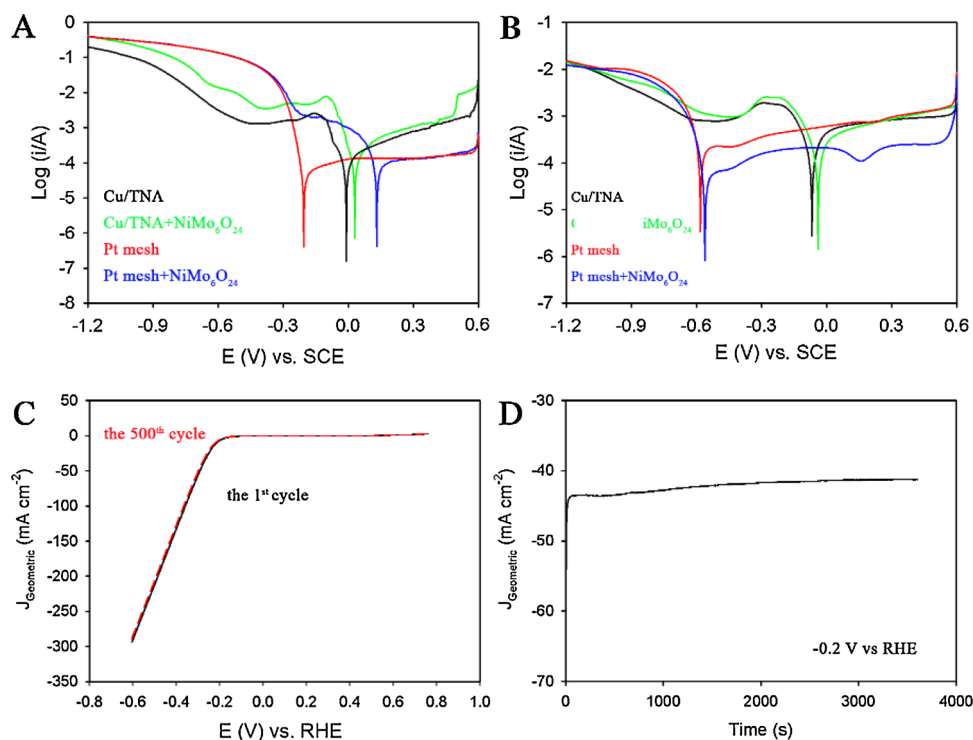 A
0
-1
-2
-3
-4
-5
-6
-7
-8
Log (i/A)
Cu/TNA
Cu/TNA+NiMo6O24
Pt mesh
Pt mesh+NiMo6O24
-1.2 -0.9 -0.6 -0.3 0.0 0.3 0.6
E (V) vs. SCE
B
-1
-2
-3
-4
-5
-6
-7
Log (i/A)
Cu/TNA
iMo6O24
Pt mesh
Pt mesh+NiMo6O24
-1.2 -0.9 -0.6 -0.3 0.0 0.3 0.6
E (V) vs. SCE
C
50
0
-50
-100
-150
-200
-250
-300
-350
JGeometric (mA cm-2)
the 500th cycle
the 1st cycle
-0.8 -0.6 -0.4 -0.2 0.0 0.2 0.4 0.6 0.8 1.0
E (V) vs. RHE
D
-30
-40
-50
-60
-70
JGeometric (mA cm-2)
-0.2 V vs RHE
0 1000 2000 3000 4000
Time (s)